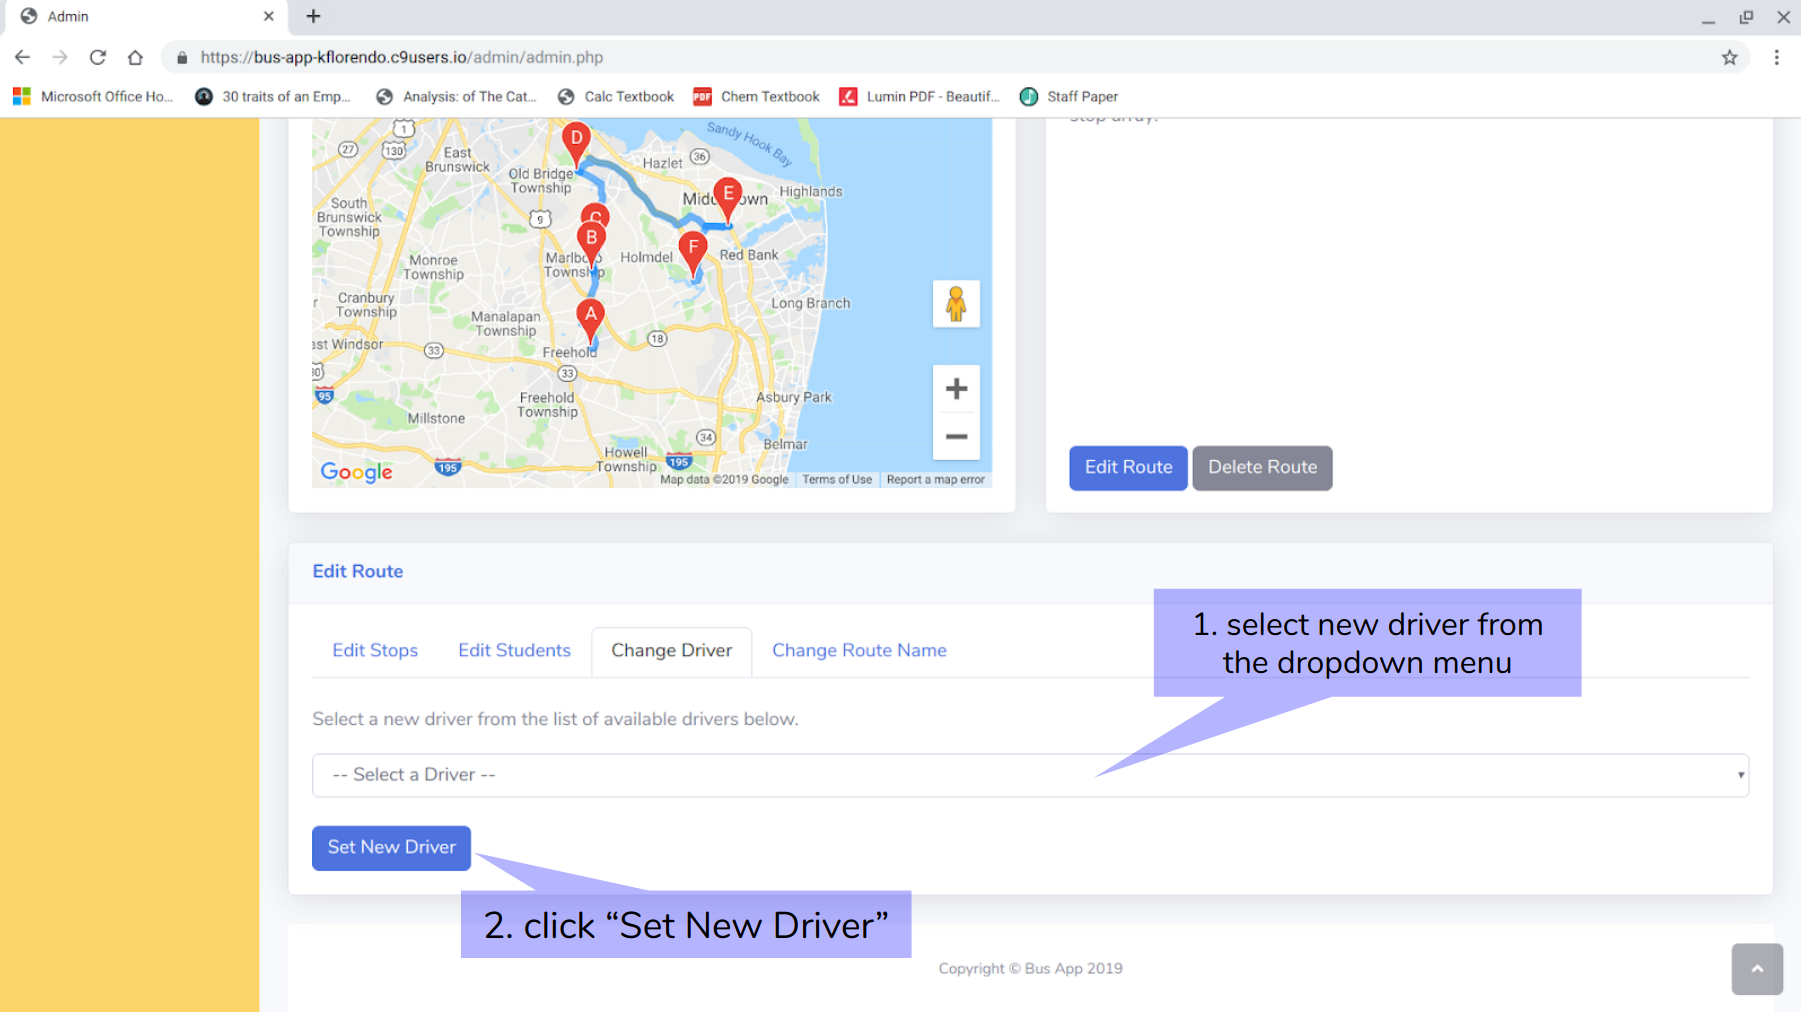 Admin
https://bus-app-kflorendo.c9users.io/admin/admin.php
Microsoft Office Ho...
30 traits of an Emp...
Analysis: of The Cat...
Calc Textbook
PDF
Chem Textbook
Lumin PDF - Beautif...
Staff Paper
stop array.
1
27
130
East
Brunswick
D
Old Bridge
Township
Hazlet
36
Sandy Hook Bay
South
Brunswick
Township
9
C
B
E
Highlands
F
Monroe
Township
Marlboro
Township
Holmdel
Red Bank
Cranbury
Township
Manalapan
Township
A
Long Branch
18
33
Freehold
33
95
Millstone
Freehold
Township
Asbury Park
34
Belmar
Howell
Township
195
195
Google
Map data ©2019 Google
Terms of Use
Report a map error
Edit Route
Delete Route
Edit Route
Edit Stops
Edit Students
Change Driver
Change Route Name
1. select new driver from
the dropdown menu
Select a new driver from the list of available drivers below.
-- Select a Driver --
Set New Driver
2. click “Set New Driver”
Copyright © Bus App 2019